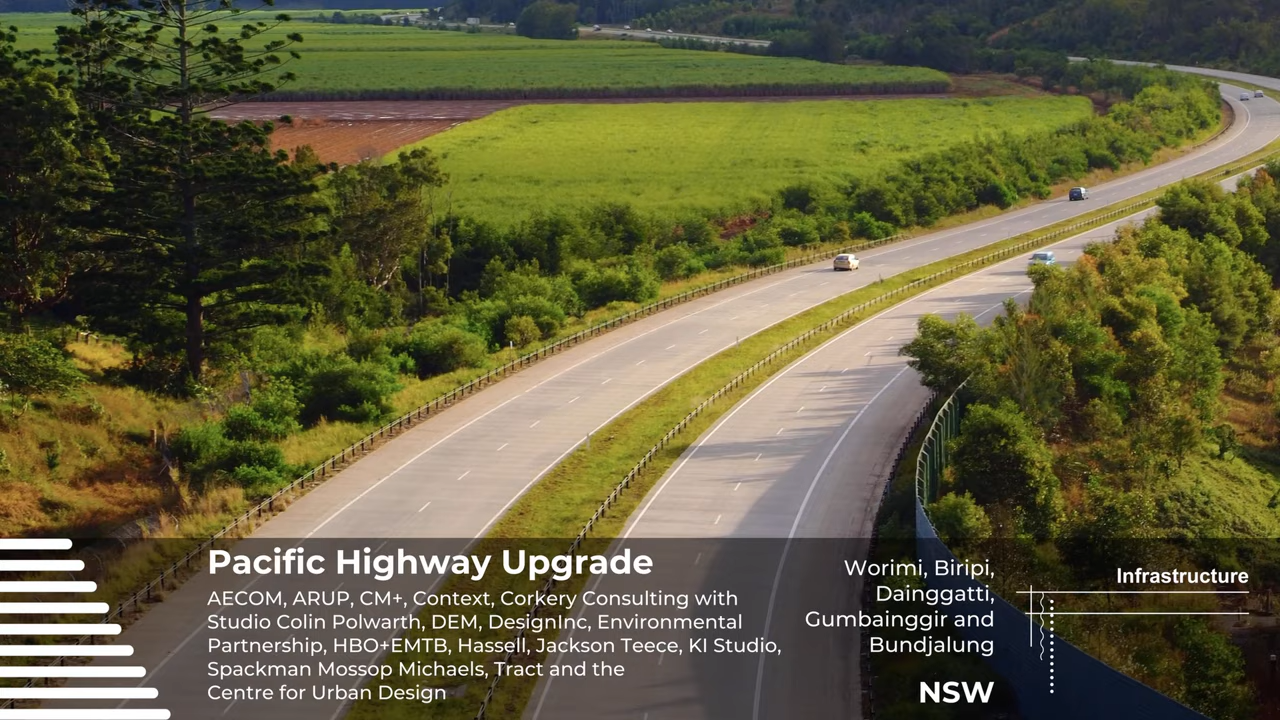 Pacific Highway Upgrade
AECOM, ARUP, CM+, Context, Corkery Consulting with
Studio Colin Polwarth, DEM, DesignInc, Environmental
Partnership, HBO+EMTB, Hassell, Jackson Teece, KI Studio,
Spackman Mossop Michaels, Tract and the
Centre for Urban Design
Worimi, Biripi,
Dainggatti,
Gumbainggir and
Bundjalung
NSW
Infrastructure